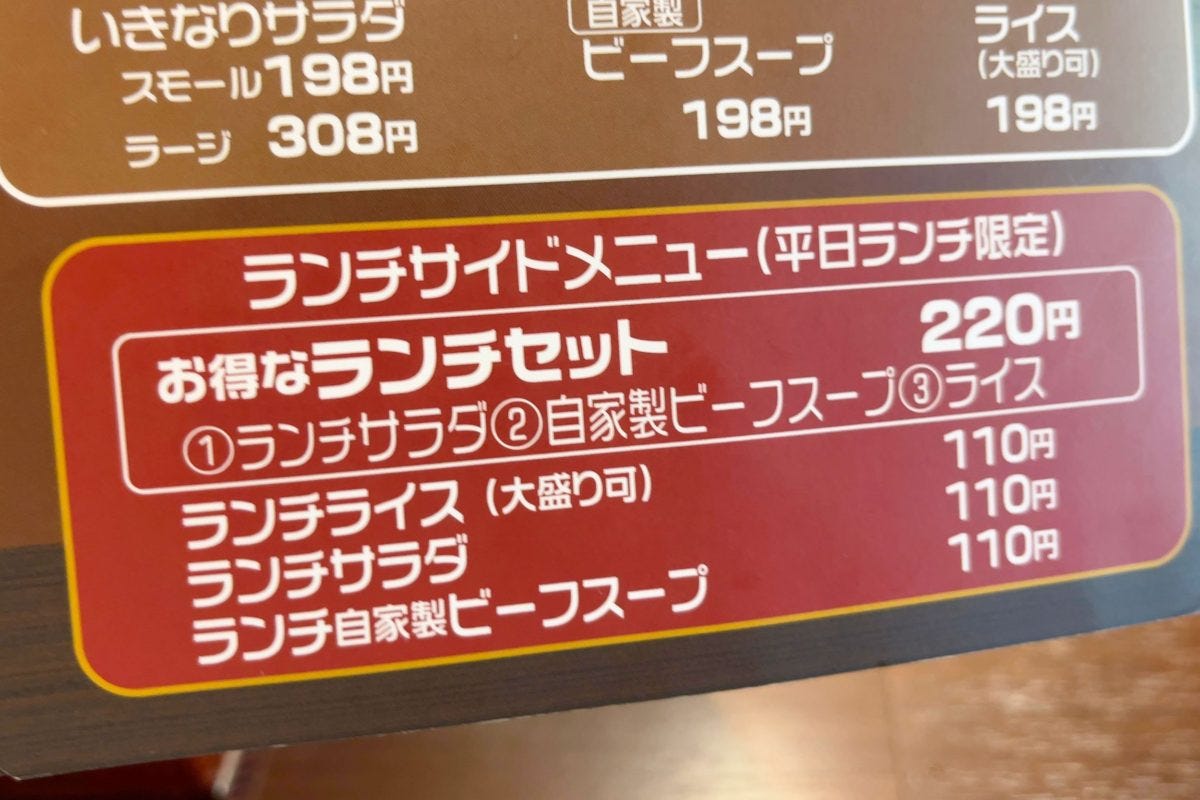 いきなりサラダ
スモール198円
ラージ 308円
自家製
ビーフスープ
198円
ライス
(大盛り可)
198円
ランチサイドメニュー(平日ランチ限定)
お得なランチセット 220円
①ランチサラダ②自家製ビーフスープ③ライス
ランチライス (大盛り可) 110円
ランチサラダ 110円
ランチ自家製ビーフスープ 110円